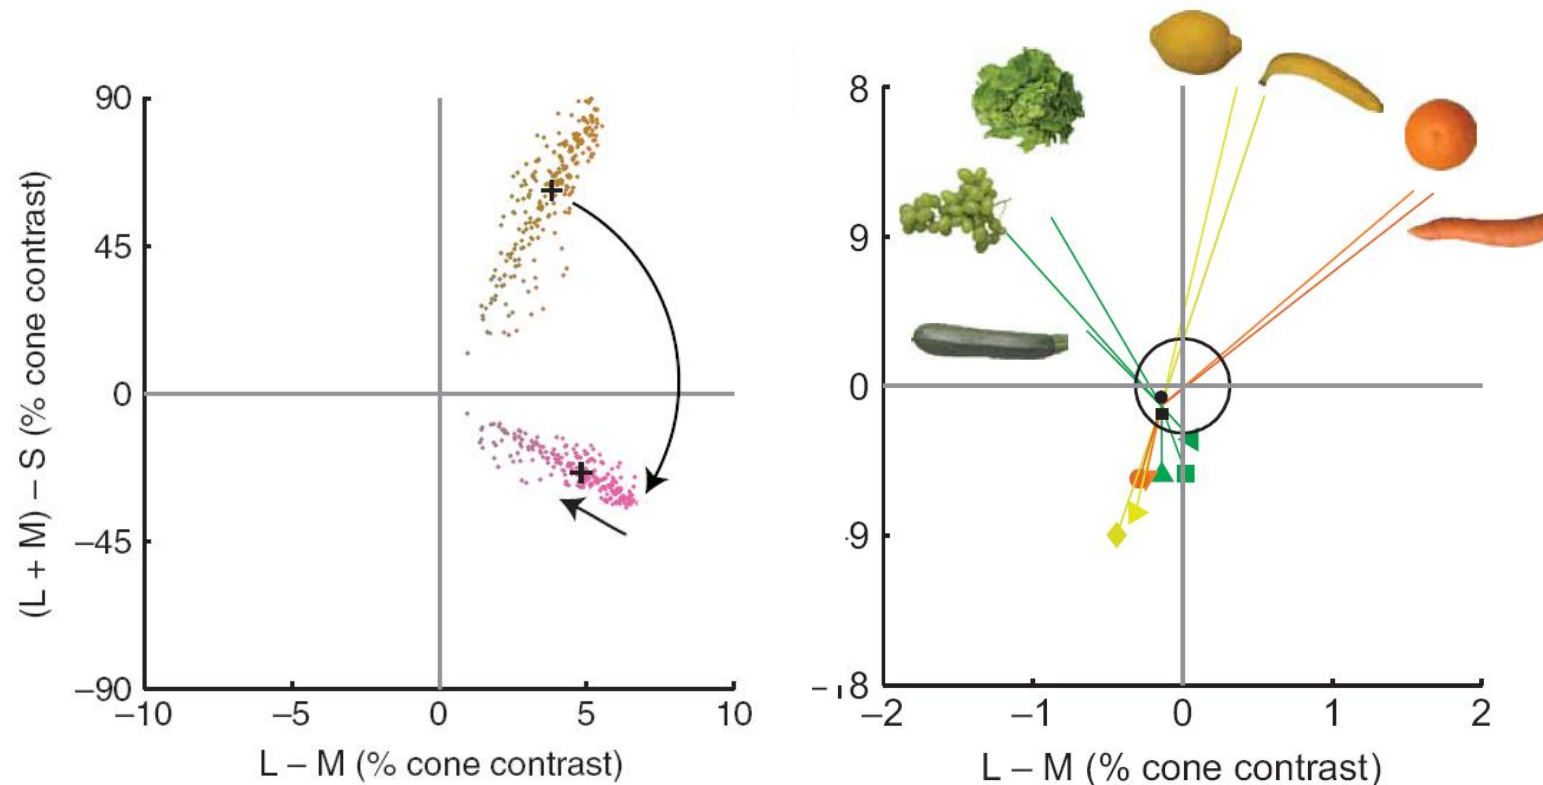 (L + M) – S (% cone contrast)
90
45
0
–45
–90
–10 –5 0 5 10
L – M (% cone contrast)
8
9
0
9
8
–2 –1 0 1 2
L – M (% cone contrast)